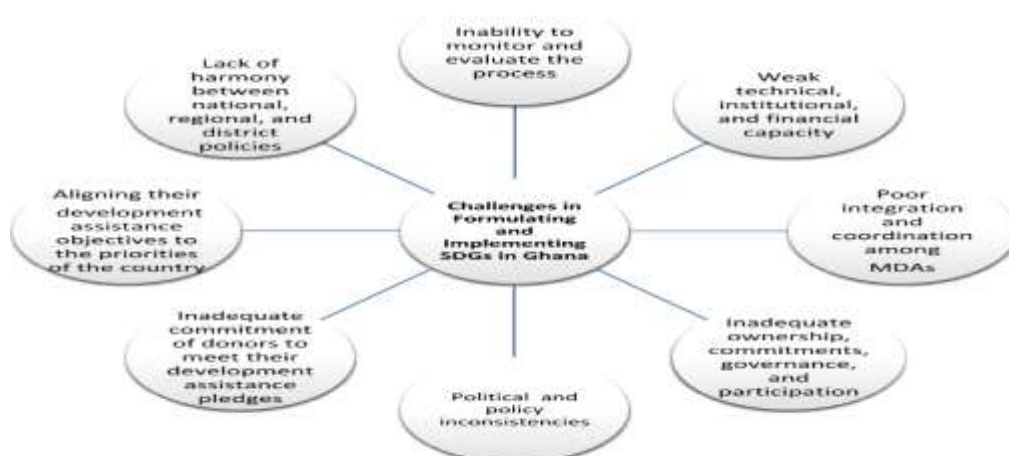 Inability to
monitor and
evaluate the
process
Weak
technical,
institutional,
and financial
capacity
Poor
integration
and
coordination
among
MDAs
Inadequate
ownership,
commitments,
governance,
and
participation
Political and
policy
inconsistencies
Inadequate
commitment
of donors to
meet their
development
assistance
pledges
Aligning their
development
assistance
objectives to
the priorities
of the country
Lack of
harmony
between
national,
regional, and
district
policies
Challenges in
Formulating
and
Implementing
SDGs in Ghana